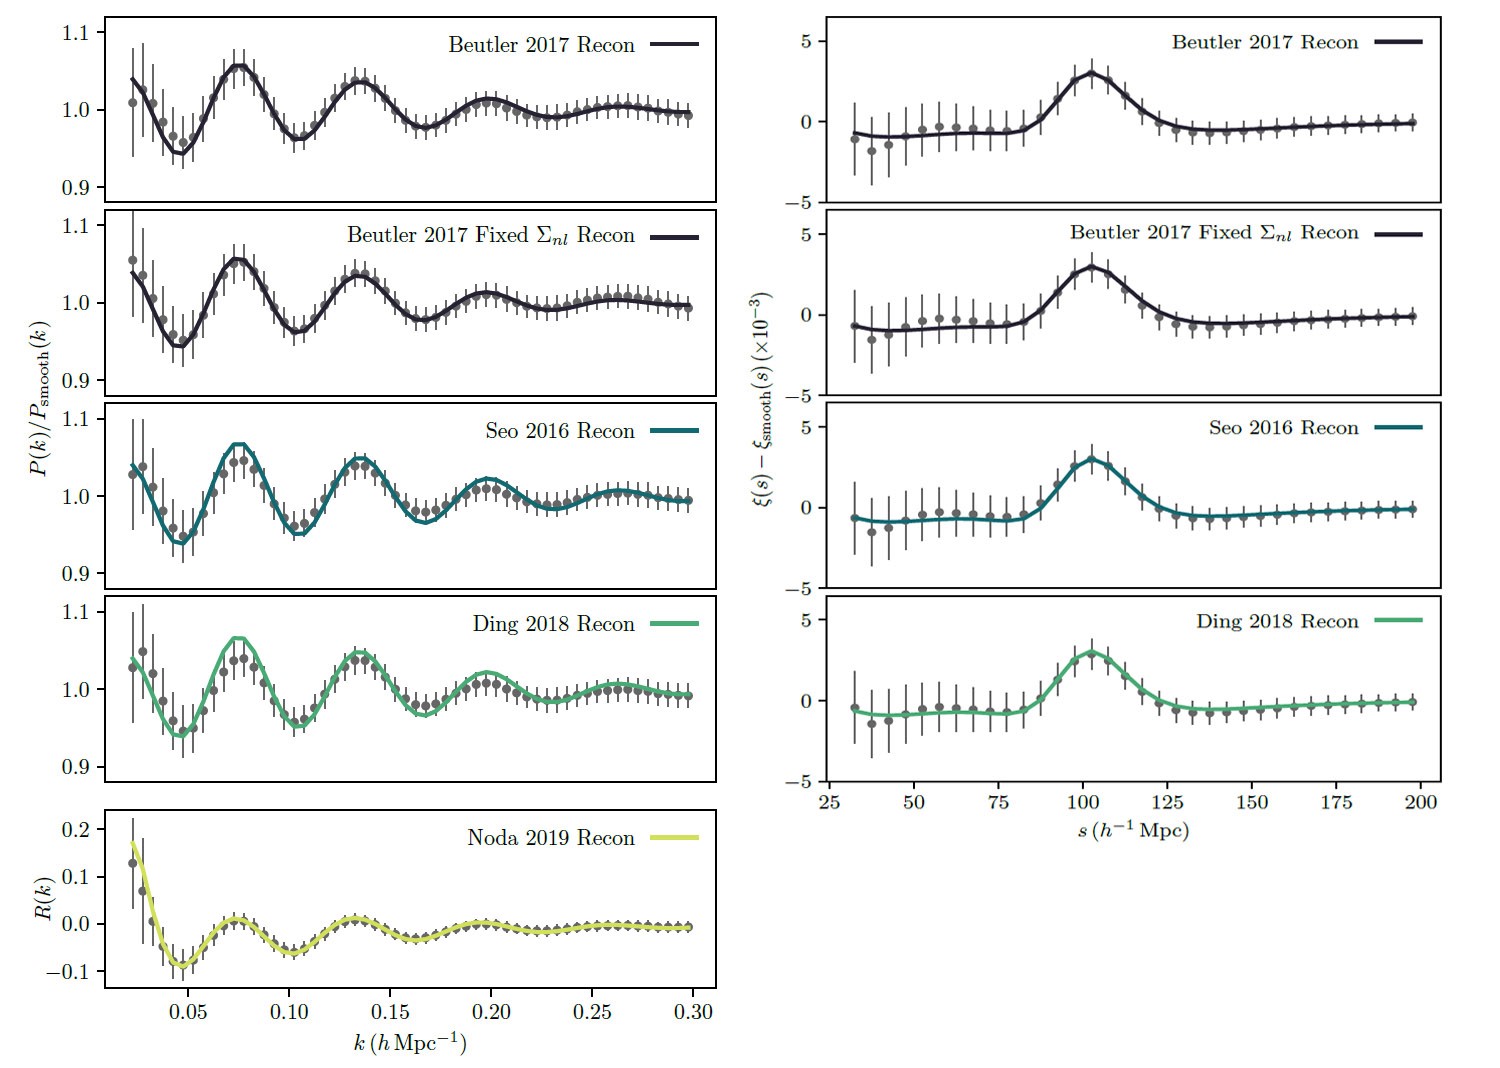 1.1
1.0
0.9
Beutler 2017 Recon
1.1
1.0
0.9
Beutler 2017 Fixed Σnl Recon
1.1
1.0
0.9
Seo 2016 Recon
1.1
1.0
0.9
Ding 2018 Recon
P(k)/Psmooth(k)
0.2
0.1
0.0
−0.1
Noda 2019 Recon
R(k)
0.05 0.10 0.15 0.20 0.25 0.30
k (h Mpc−1)
5
0
−5
Beutler 2017 Recon
5
0
−5
Beutler 2017 Fixed Σnl Recon
5
0
−5
Seo 2016 Recon
5
0
−5
Ding 2018 Recon
ξ(s) − ξsmooth(s) (×10−3)
25 50 75 100 125 150 175 200
s (h−1 Mpc)